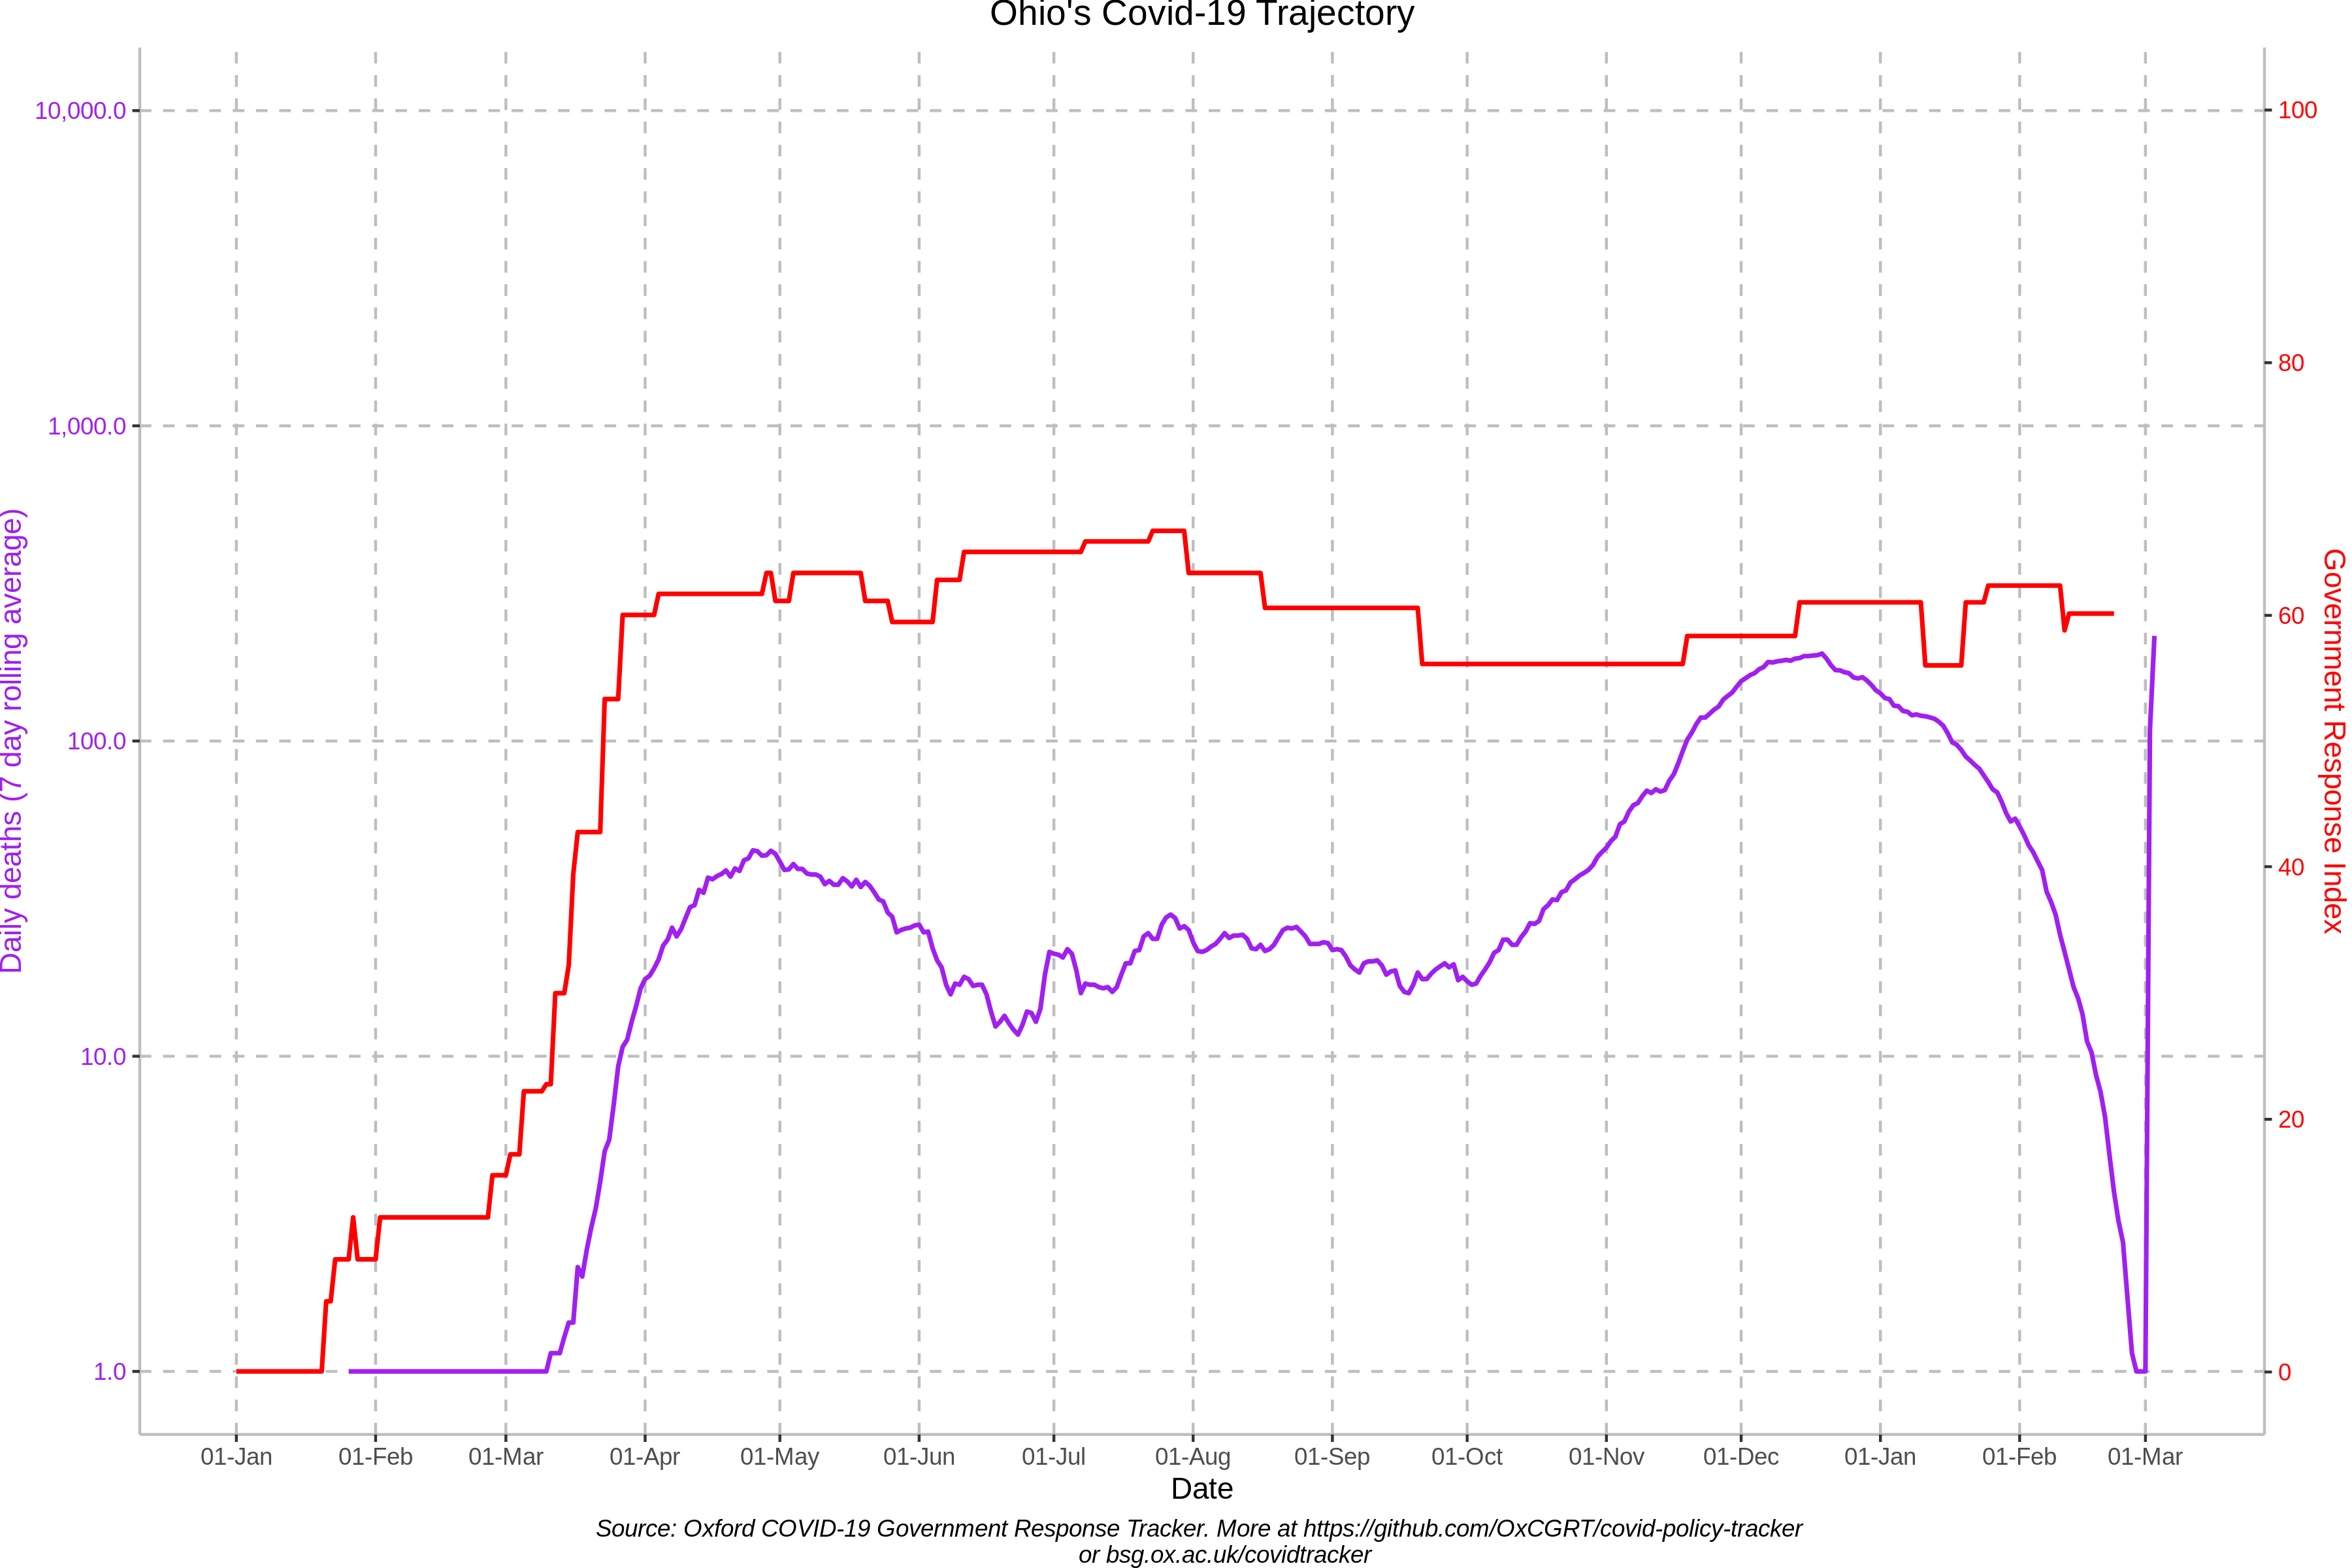 Ohio's Covid-19 Trajectory
10,000.0
1,000.0
100.0
10.0
1.0
Daily deaths (7 day rolling average)
100
80
60
40
20
0
Government Response Index
01-Jan 01-Feb 01-Mar 01-Apr 01-May 01-Jun 01-Jul 01-Aug 01-Sep 01-Oct 01-Nov 01-Dec 01-Jan 01-Feb 01-Mar
Date
Source: Oxford COVID-19 Government Response Tracker. More at https://github.com/OxCGRT/covid-policy-tracker
or bsg.ox.ac.uk/covidtracker